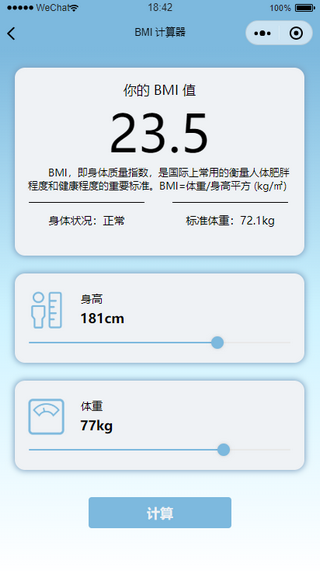 WeChat 18:42 100%
BMI 计算器
你的 BMI 值
23.5
BMI，即身体质量指数，是国际上常用的衡量人体肥胖
程度和健康程度的重要标准。BMI=体重/身高平方 (kg/㎡)
身体状况：正常 标准体重：72.1kg
身高
181cm
体重
77kg
计算